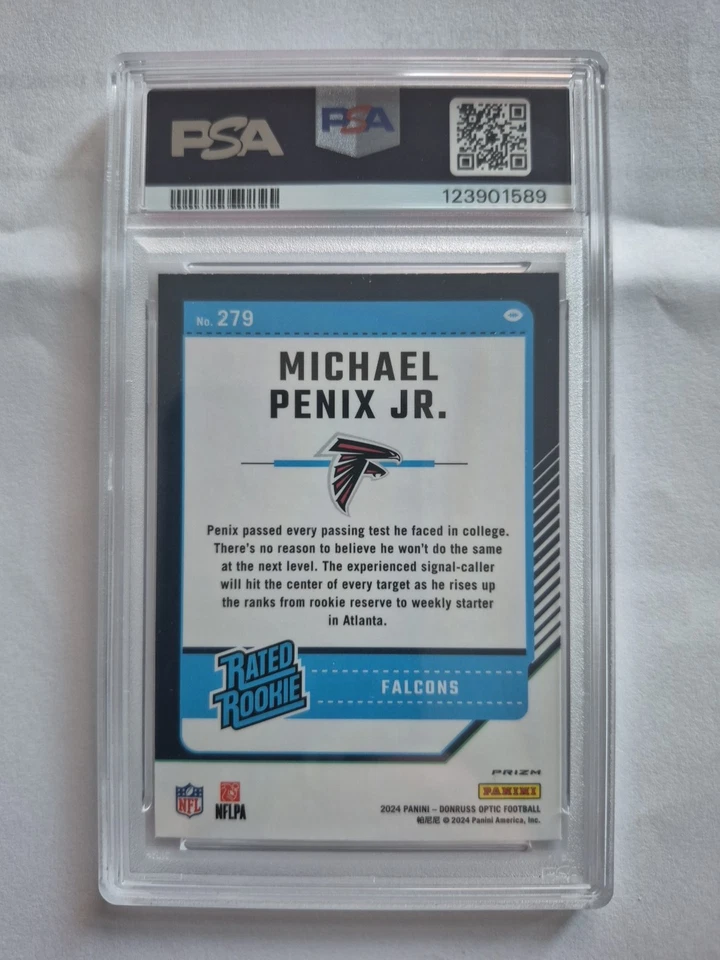 PSA
PSA
123901589
No. 279
MICHAEL
PENIX JR.
Penix passed every passing test he faced in college.
There's no reason to believe he won't do the same
at the next level. The experienced signal-caller
will hit the center of every target as he rises up
the ranks from rookie reserve to weekly starter
in Atlanta.
RATED
ROOKIE
FALCONS
PRIZM
PANINI
NFL
NFLPA
2024 PANINI – DONRUSS OPTIC FOOTBALL
帕尼尼 © 2024 Panini America, Inc.